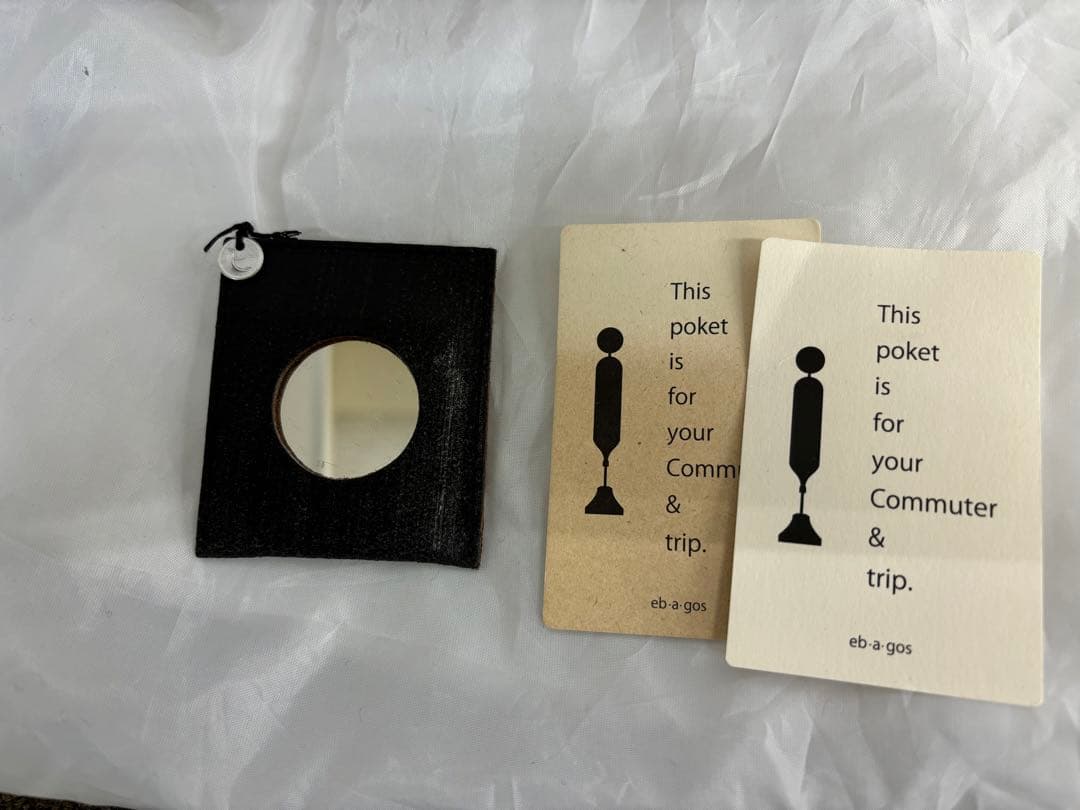 This
poket
is
for
your
Comm
&
trip.
eb·a·gos
This
poket
is
for
your
Commuter
&
trip.
eb·a·gos